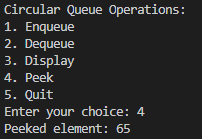 Circular Queue Operations:
1. Enqueue
2. Dequeue
3. Display
4. Peek
5. Quit
Enter your choice: 4
Peeked element: 65